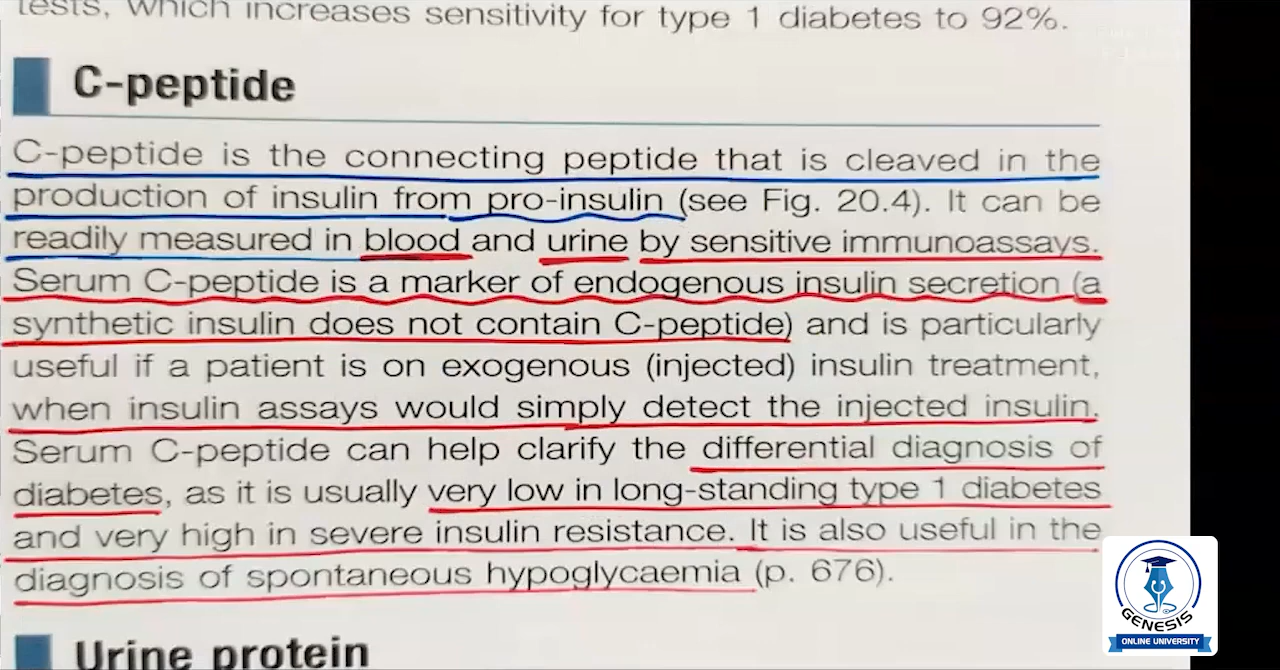 tests, which increases sensitivity for type 1 diabetes to 92%.
C-peptide
C-peptide is the connecting peptide that is cleaved in the
production of insulin from pro-insulin (see Fig. 20.4). It can be
readily measured in blood and urine by sensitive immunoassays.
Serum C-peptide is a marker of endogenous insulin secretion (a
synthetic insulin does not contain C-peptide) and is particularly
useful if a patient is on exogenous (injected) insulin treatment,
when insulin assays would simply detect the injected insulin.
Serum C-peptide can help clarify the differential diagnosis of
diabetes, as it is usually very low in long-standing type 1 diabetes
and very high in severe insulin resistance. It is also useful in the
diagnosis of spontaneous hypoglycaemia (p. 676).
Urine protein
GENESIS
ONLINE UNIVERSITY